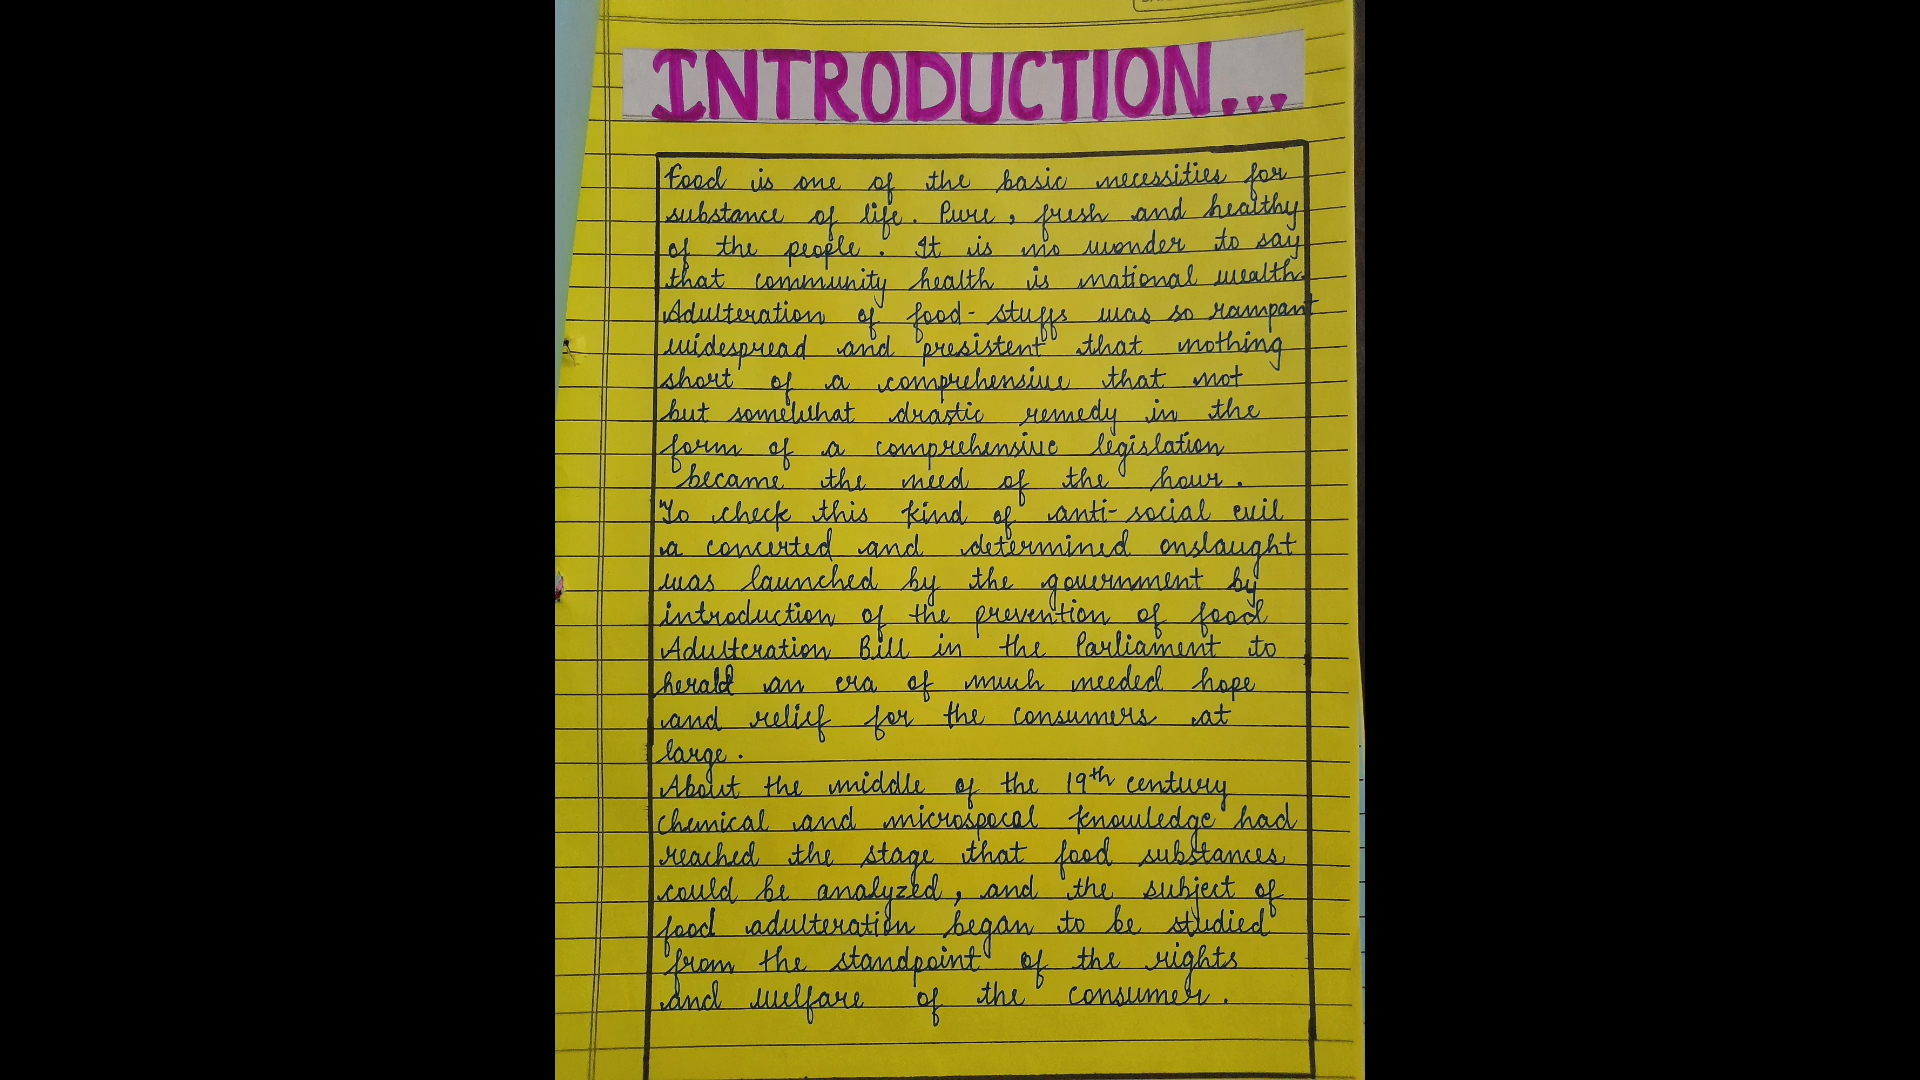 INTRODUCTION...
Food is one of the basic necessities for
substance of life. Pure, fresh and healthy
of the people. It is no wonder to say
that community health is national wealth.
Adulteration of food-stuffs was so rampant
widespread and presistent that nothing
short of a comprehensive that not
but somewhat drastic remedy in the
form of a comprehensive legislation
became the need of the hour.
To check this kind of anti-social evil
a concerted and determined onslaught
was launched by the government by
introduction of the prevention of food
Adulteration Bill in the Parliament to
herald an era of much needed hope
and relief for the consumers at
large.
About the middle of the 19th century
chemical and microspocal knowledge had
reached the stage that food substances
could be analyzed, and the subject of
food adulteration began to be studied
from the standpoint of the rights
and welfare of the consumer.